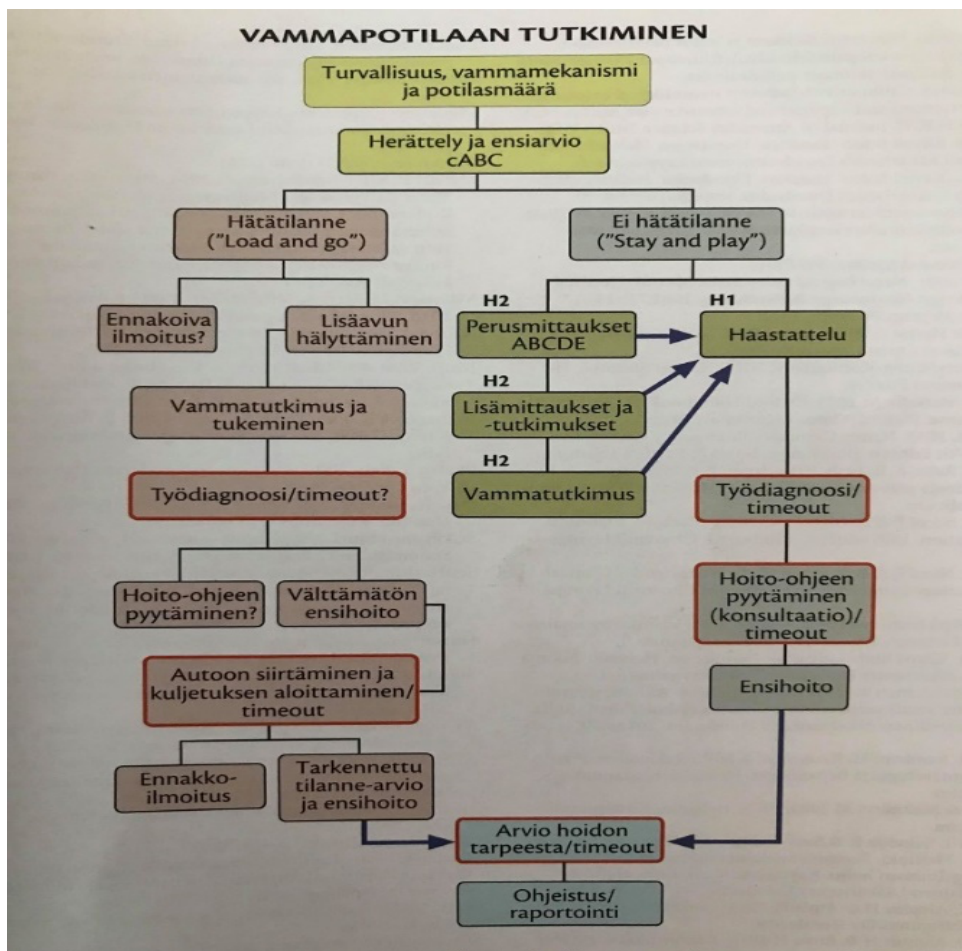 VAMMAPOTILAAN TUTKIMINEN
Turvallisuus, vammamekanismi
ja potilasmäärä
Herättely ja ensiarvio
cABC
Hätätilanne
("Load and go")
Ei hätätilanne
("Stay and play")
Ennakoiva
ilmoitus?
Lisäavun
hälyttäminen
H2
Perusmittaukset
ABCDE
H1
Haastattelu
Vammatutkimus ja
tukeminen
H2
Lisämittaukset ja
-tutkimukset
H2
Vammatutkimus
Työdiagnoosi/timeout?
Työdiagnoosi/
timeout
Hoito-ohjeen
pyytäminen?
Välttämätön
ensihoito
Hoito-ohjeen
pyytäminen
(konsultaatio)/
timeout
Autoon siirtäminen ja
kuljetuksen aloittaminen/
timeout
Ensihoito
Ennakko-
ilmoitus
Tarkennettu
tilanne-arvio
ja ensihoito
Arvio hoidon
tarpeesta/timeout
Ohjeistus/
raportointi